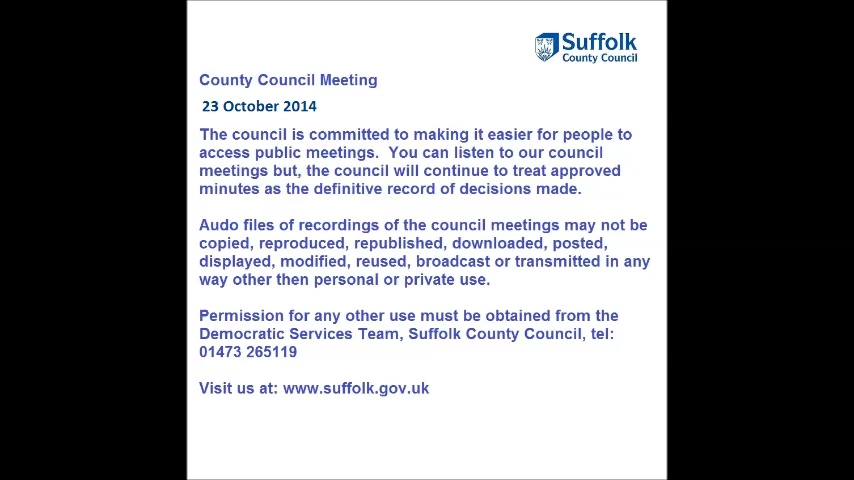 Suffolk
County Council
County Council Meeting
23 October 2014
The council is committed to making it easier for people to
access public meetings.  You can listen to our council
meetings but, the council will continue to treat approved
minutes as the definitive record of decisions made.
Audo files of recordings of the council meetings may not be
copied, reproduced, republished, downloaded, posted,
displayed, modified, reused, broadcast or transmitted in any
way other then personal or private use.
Permission for any other use must be obtained from the
Democratic Services Team, Suffolk County Council, tel:
01473 265119
Visit us at: www.suffolk.gov.uk